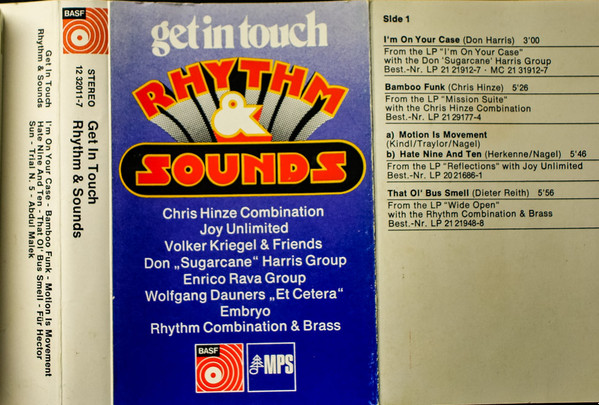 Get In Touch
Rhythm & Sounds
I'm On Your Case - Bamboo Funk - Motion Is Movement
Hate Nine And Ten - That Ol' Bus Smell - Für Hector
Sun - Trial N. 5 - Abdul Malek
BASF
STEREO
12 32011-7
Get In Touch
Rhythm & Sounds
get in touch
RHYTHM
&
SOUNDS
Chris Hinze Combination
Joy Unlimited
Volker Kriegel & Friends
Don „Sugarcane“ Harris Group
Enrico Rava Group
Wolfgang Dauners „Et Cetera“
Embryo
Rhythm Combination & Brass
BASF
MPS
Side 1
I'm On Your Case (Don Harris) 3'00
From the LP "I'm On Your Case"
with the Don 'Sugarcane' Harris Group
Best.-Nr. LP 21 21912-7 · MC 21 31912-7
Bamboo Funk (Chris Hinze) 5'26
From the LP "Mission Suite"
with the Chris Hinze Combination
Best.-Nr. LP 21 29177-4
a) Motion Is Movement
(Kindl/Traylor/Nagel)
b) Hate Nine And Ten (Herkenne/Nagel) 5'46
From the LP "Reflections" with Joy Unlimited
Best.-Nr. LP 20 21686-1
That Ol' Bus Smell (Dieter Reith) 5'56
From the LP "Wide Open"
with the Rhythm Combination & Brass
Best.-Nr. LP 21 21948-8